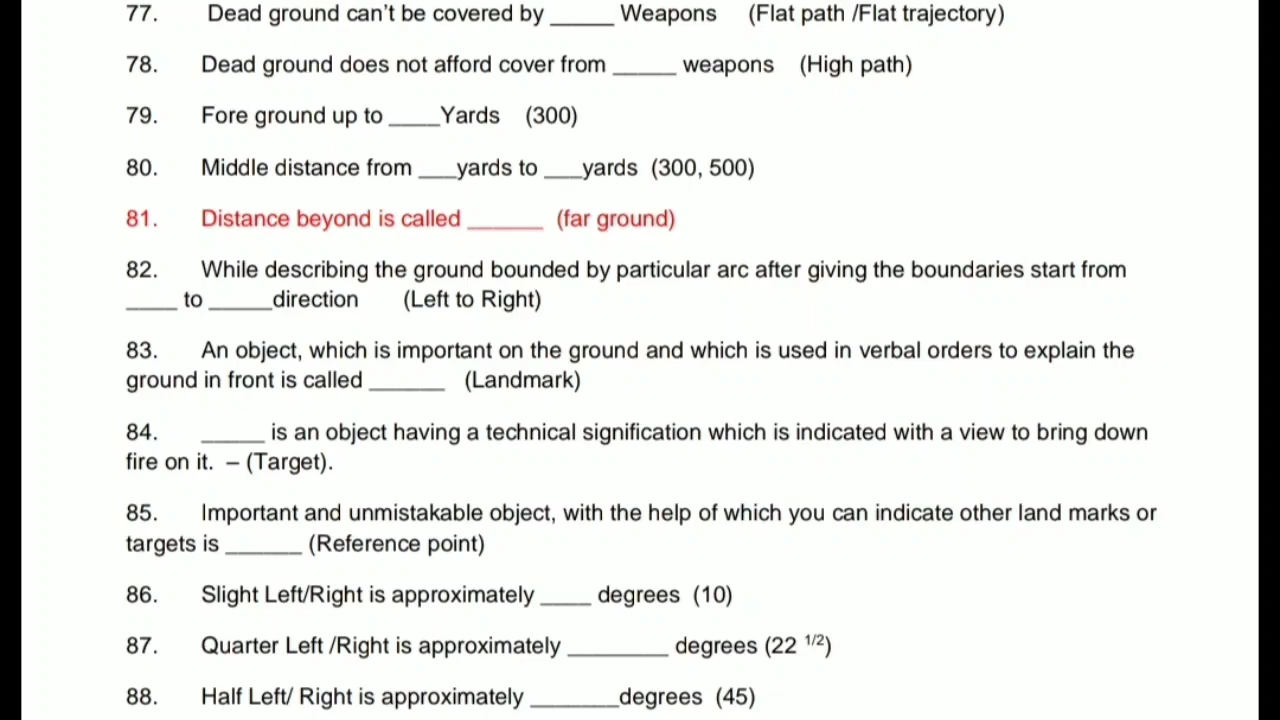 77. Dead ground can't be covered by _____ Weapons (Flat path /Flat trajectory)
78. Dead ground does not afford cover from _____ weapons (High path)
79. Fore ground up to ____Yards (300)
80. Middle distance from ___yards to ___yards (300, 500)
81. Distance beyond is called ______ (far ground)
82. While describing the ground bounded by particular arc after giving the boundaries start from
____ to _____direction (Left to Right)
83. An object, which is important on the ground and which is used in verbal orders to explain the
ground in front is called ______ (Landmark)
84. _____ is an object having a technical signification which is indicated with a view to bring down
fire on it. – (Target).
85. Important and unmistakable object, with the help of which you can indicate other land marks or
targets is ______ (Reference point)
86. Slight Left/Right is approximately ____ degrees (10)
87. Quarter Left /Right is approximately ________ degrees (22 1/2)
88. Half Left/ Right is approximately _______degrees (45)